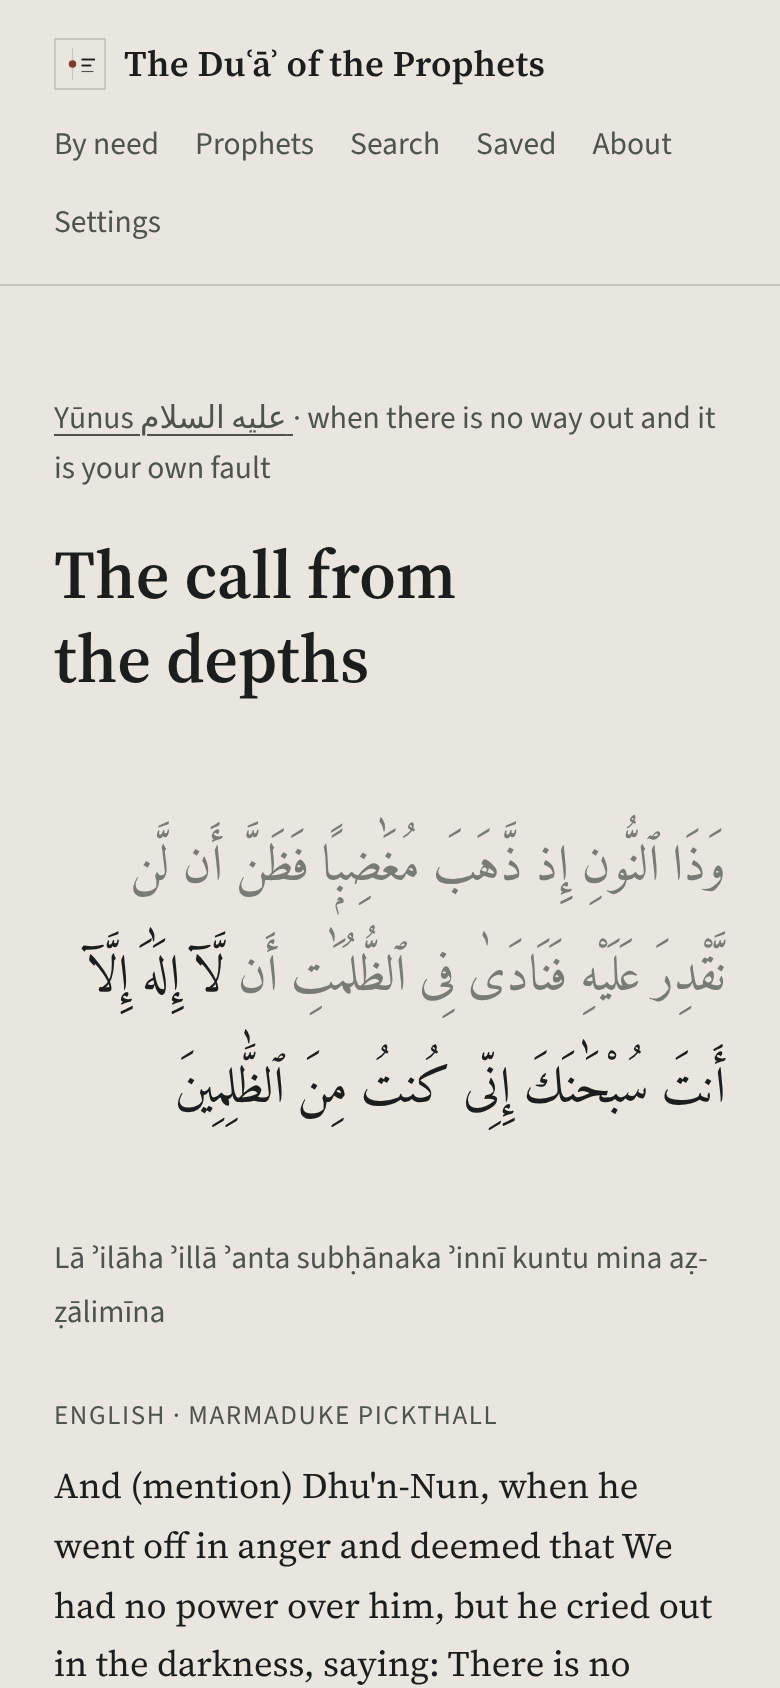 The Duʿāʾ of the Prophets
By need Prophets Search Saved About
Settings
Yūnus عليه السلام · when there is no way out and it
is your own fault
The call from
the depths
وَذَا ٱلنُّونِ إِذ ذَّهَبَ مُغَٰضِبًۭا فَظَنَّ أَن لَّن
نَّقْدِرَ عَلَيْهِ فَنَادَىٰ فِى ٱلظُّلُمَٰتِ أَن لَّآ إِلَٰهَ إِلَّآ
أَنتَ سُبْحَٰنَكَ إِنِّى كُنتُ مِنَ ٱلظَّٰلِمِينَ
Lā ʾilāha ʾillā ʾanta subḥānaka ʾinnī kuntu mina aẓ-
ẓālimīna
ENGLISH · MARMADUKE PICKTHALL
And (mention) Dhu'n-Nun, when he
went off in anger and deemed that We
had no power over him, but he cried out
in the darkness, saying: There is no